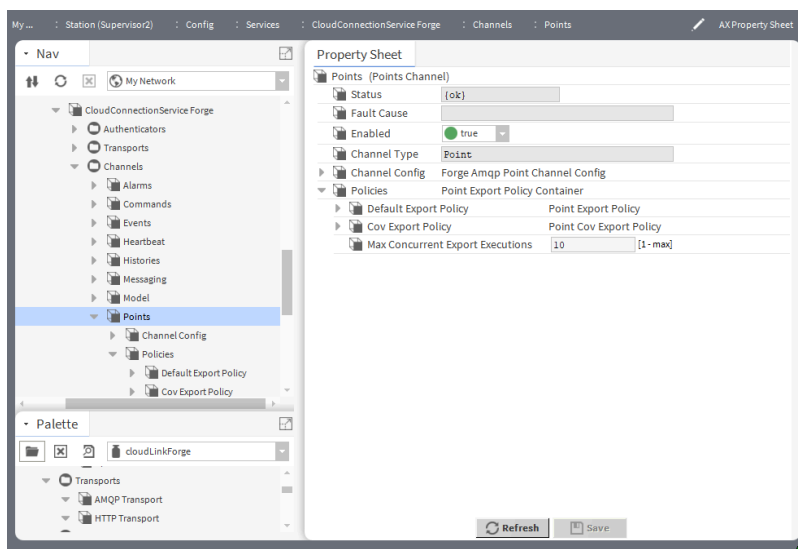 My ... : Station (Supervisor2) : Config : Services : CloudConnectionService Forge : Channels : Points AX Property Sheet
Nav
My Network
CloudConnectionService Forge
Authenticators
Transports
Channels
Alarms
Commands
Events
Heartbeat
Histories
Messaging
Model
Points
Channel Config
Policies
Default Export Policy
Cov Export Policy
Palette
cloudLinkForge
Transports
AMQP Transport
HTTP Transport
Property Sheet
Points (Points Channel)
Status {ok}
Fault Cause
Enabled true
Channel Type Point
Channel Config Forge Amqp Point Channel Config
Policies Point Export Policy Container
Default Export Policy Point Export Policy
Cov Export Policy Point Cov Export Policy
Max Concurrent Export Executions 10 [1 - max]
Refresh Save